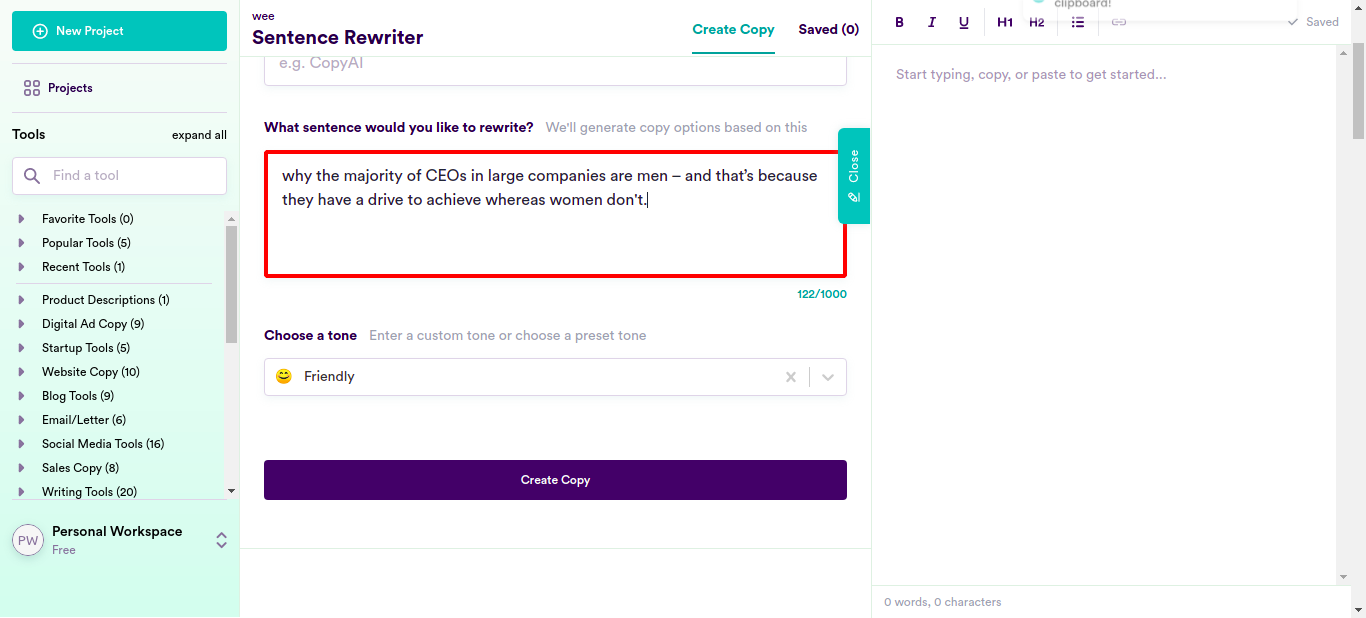 New Project
Projects
Tools
expand all
Find a tool
Favorite Tools (0)
Popular Tools (5)
Recent Tools (1)
Product Descriptions (1)
Digital Ad Copy (9)
Startup Tools (5)
Website Copy (10)
Blog Tools (9)
Email/Letter (6)
Social Media Tools (16)
Sales Copy (8)
Writing Tools (20)
PW
Personal Workspace
Free
wee
Sentence Rewriter
Create Copy
Saved (0)
e.g. CopyAI
What sentence would you like to rewrite? We'll generate copy options based on this
why the majority of CEOs in large companies are men – and that’s because
they have a drive to achieve whereas women don't.
122/1000
Close
Choose a tone Enter a custom tone or choose a preset tone
Friendly
Create Copy
clipboard!
B I U H1 H2
Saved
Start typing, copy, or paste to get started...
0 words, 0 characters